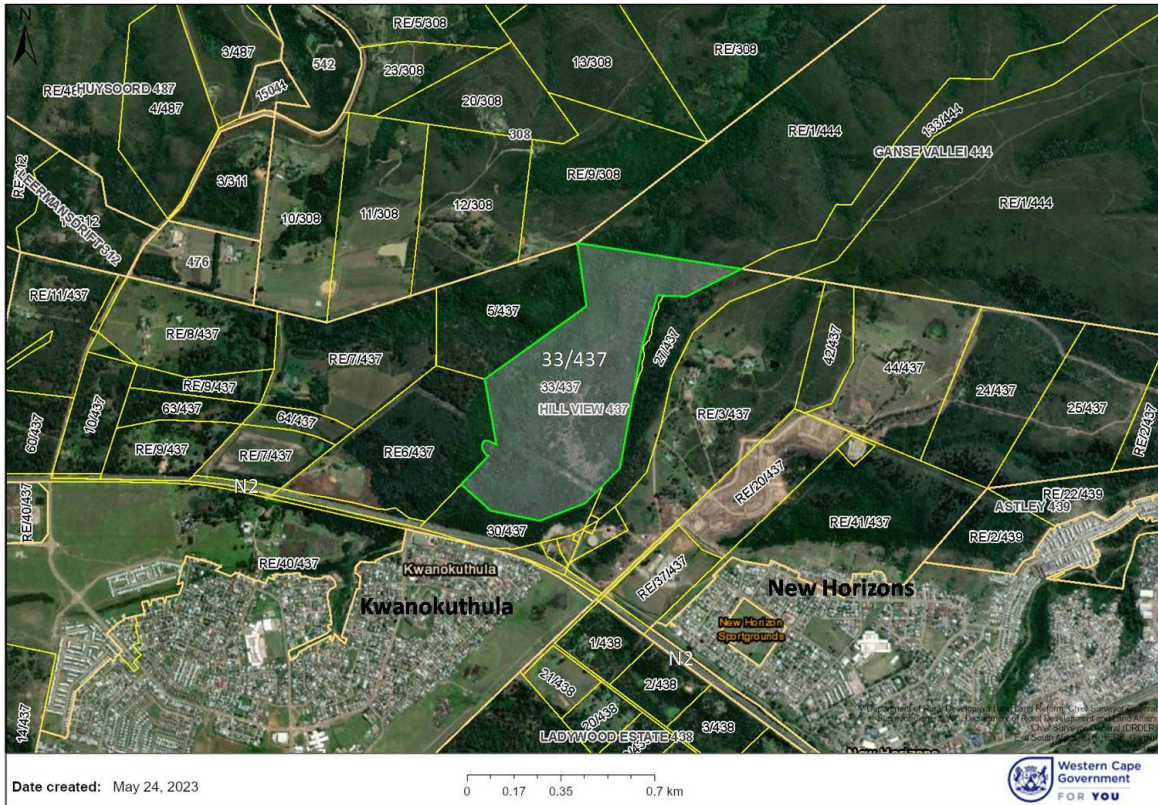 N
3/487
542
RE/5/308
23/308
13/308
RE/308
HUYSOORD 487
4/487
15044
20/308
308
RE/1/444
133/444
GANSE VALLEI 444
3/311
RE/9/308
RE/1/444
10/308
11/308
12/308
476
RE/11/437
5/437
RE/8/437
RE/7/437
27/437
42/437
33/437
33/437
HILL VIEW 437
44/437
24/437
25/437
RE/2/437
RE/9/437
63/437
64/437
RE/3/437
60/437
10/437
RE/9/437
RE/7/437
RE6/437
RE/20/437
N2
RE/40/437
RE/22/439
ASTLEY 439
RE/41/437
RE/2/439
30/437
RE/40/437
Kwanokuthula
RE/37/437
Kwanokuthula
New Horizons
New Horizon
Sportgrounds
1/438
N2
21/438
2/438
14/437
20/438
3/438
LADYWOOD ESTATE 438
New Horizons
Date created: May 24, 2023
0 0.17 0.35 0.7 km
Western Cape
Government
FOR YOU